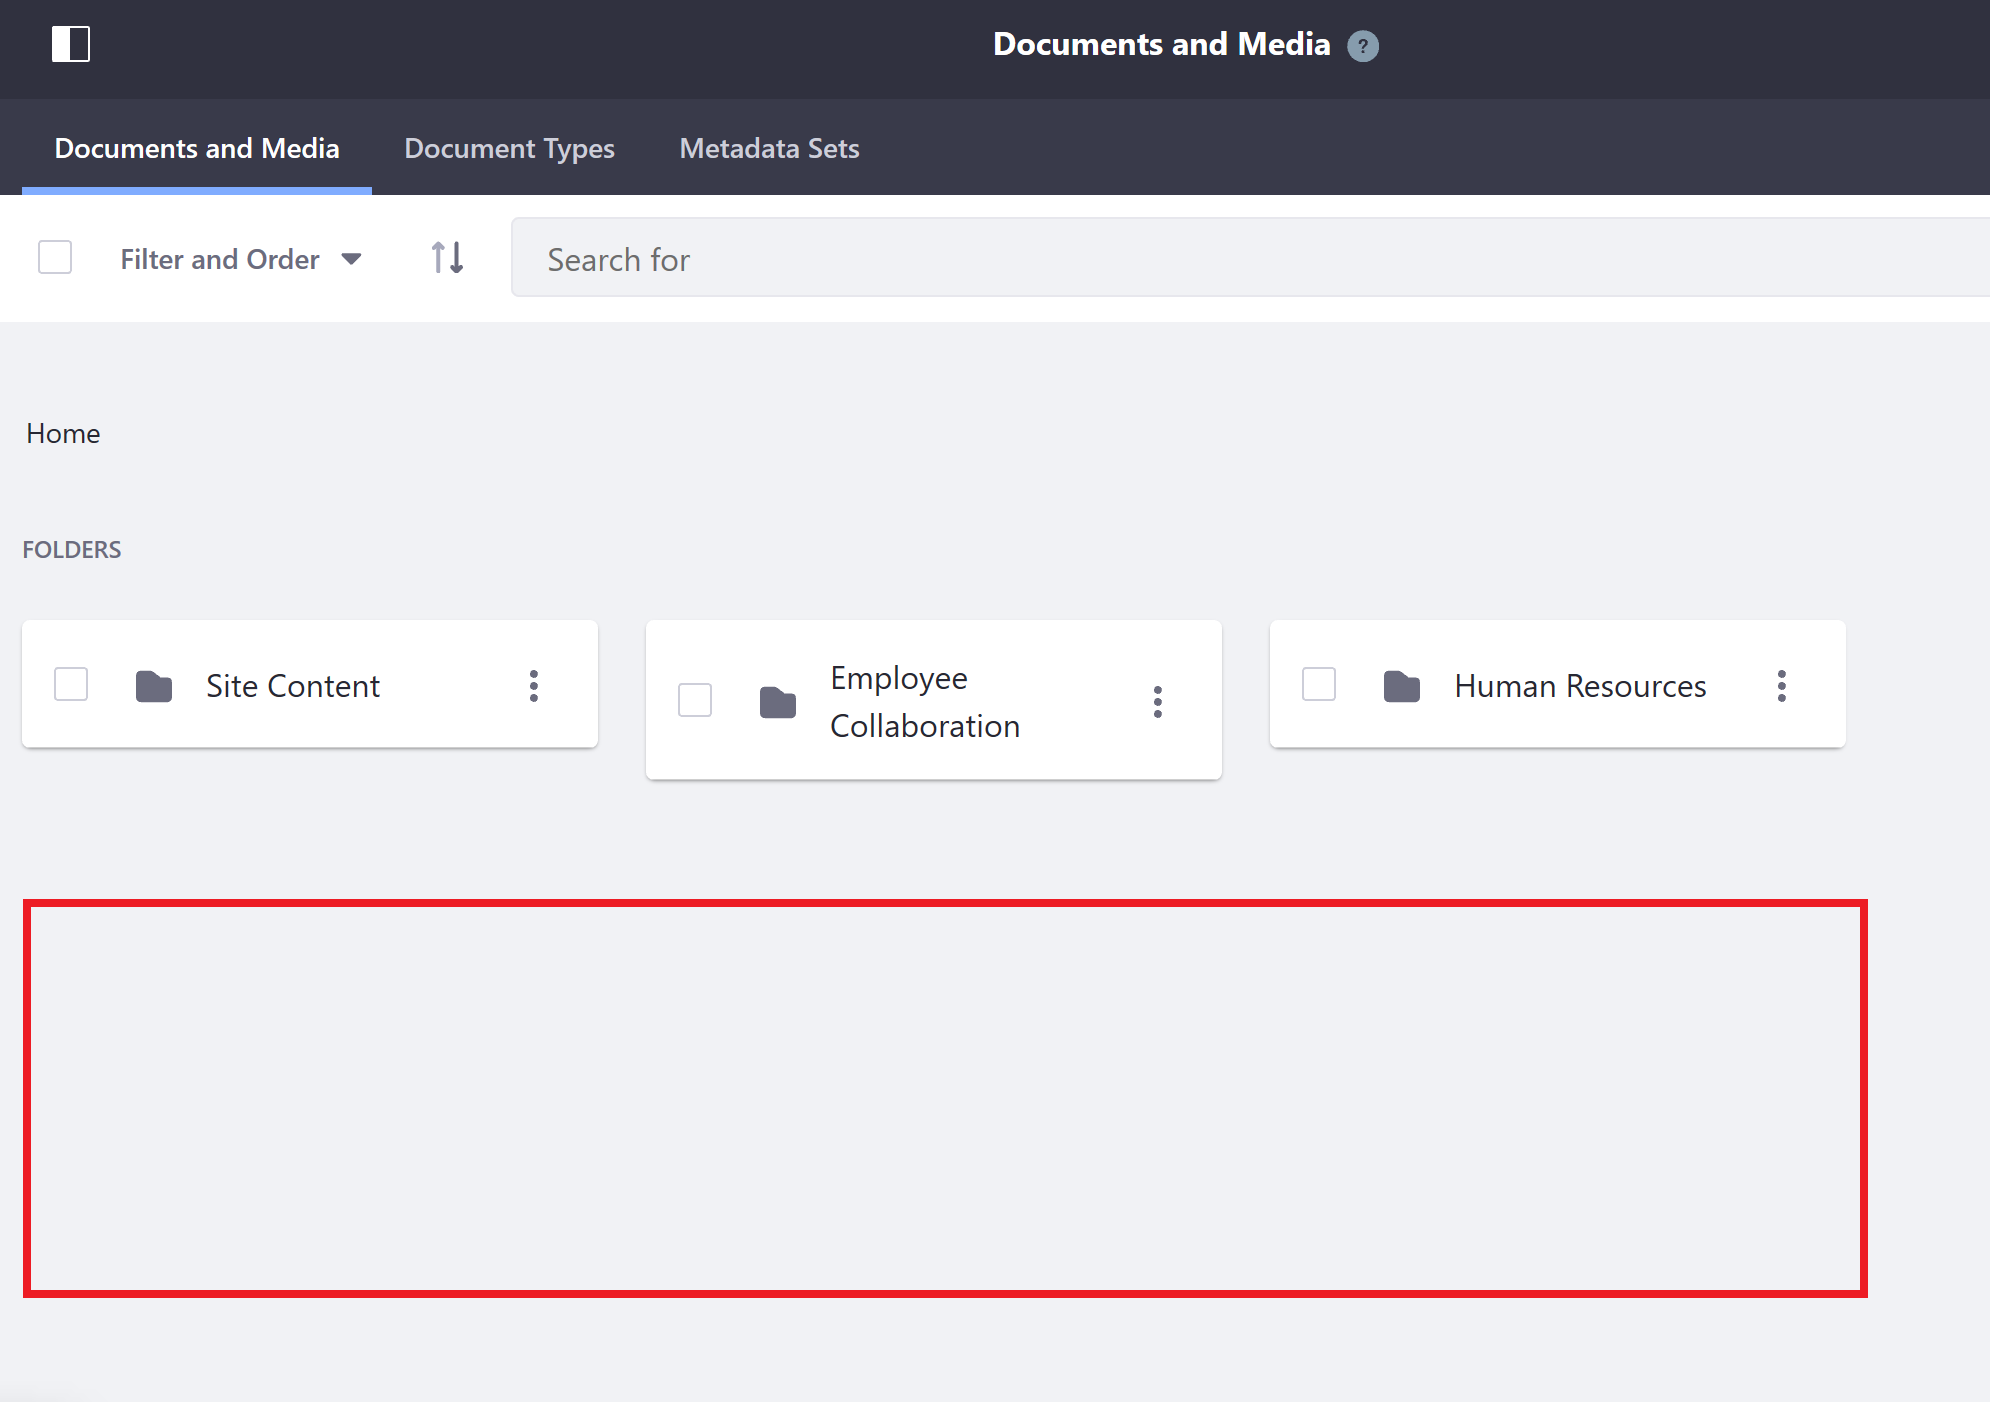 Documents and Media ?
Documents and Media Document Types Metadata Sets
Filter and Order Search for
Home
FOLDERS
Site Content
Employee
Collaboration
Human Resources